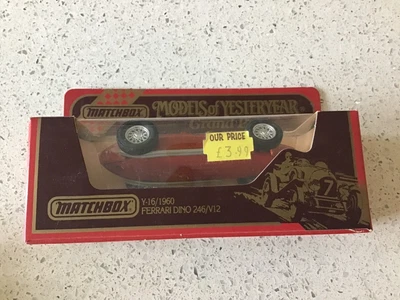 MATCHBOX
MODELS of YESTERYEAR
OUR PRICE
£3.99
7
MATCHBOX
Y-16/1960
FERRARI DINO 246/V12